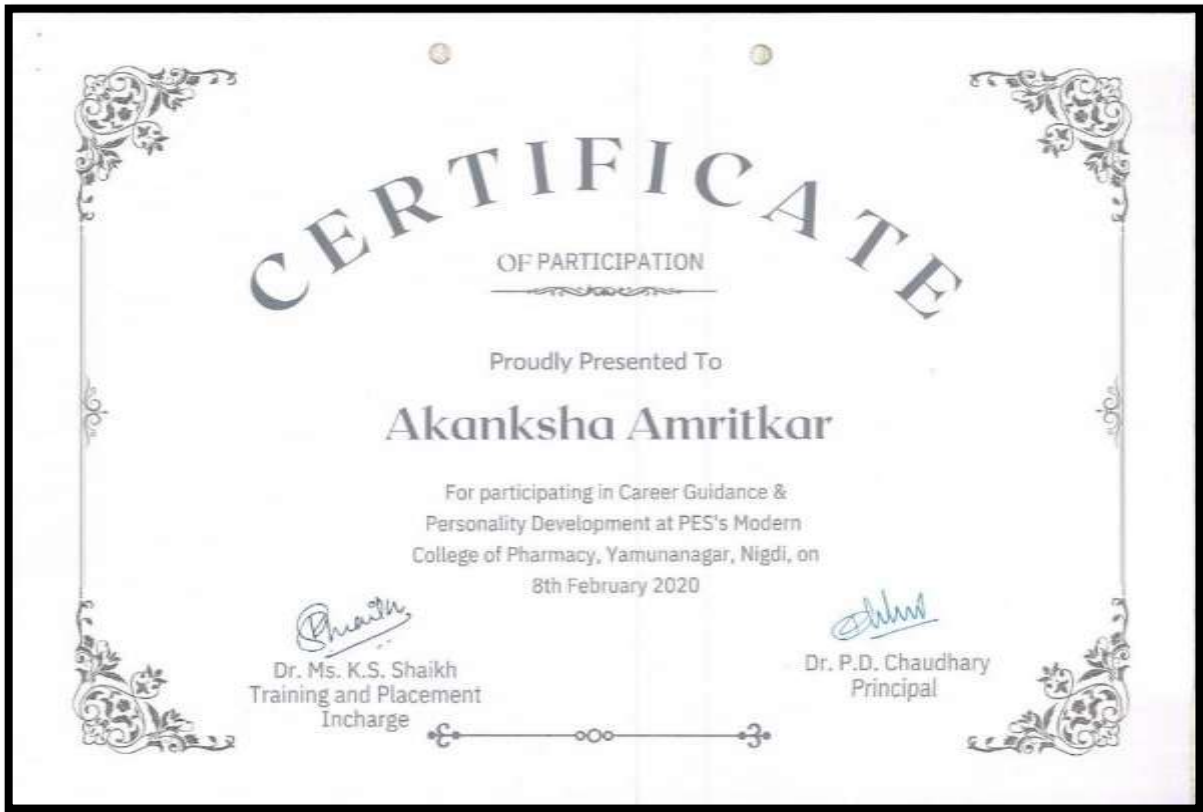 CERTIFICATE
OF PARTICIPATION
Proudly Presented To
Akanksha Amritkar
For participating in Career Guidance &
Personality Development at PES's Modern
College of Pharmacy, Yamunanagar, Nigdi, on
8th February 2020
Dr. Ms. K.S. Shaikh
Training and Placement
Incharge
Dr. P.D. Chaudhary
Principal